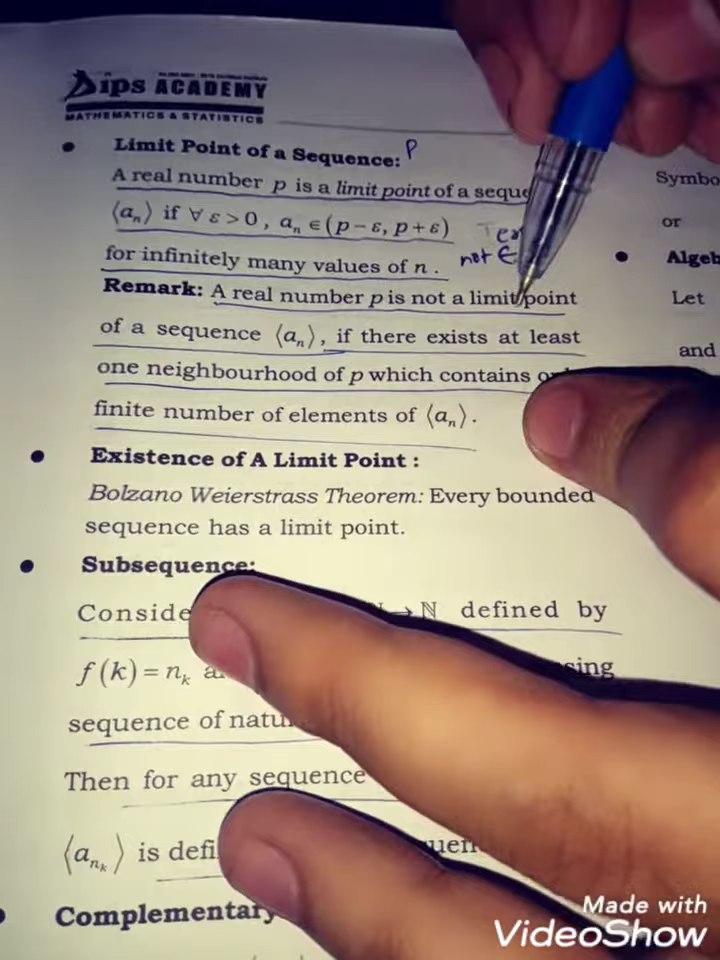 Dips ACADEMY
MATHEMATICS & STATISTICS
• Limit Point of a Sequence: P
A real number p is a limit point of a seque
⟨aₙ⟩ if ∀ ε > 0, aₙ ∈ (p − ε, p + ε)
not ∈
for infinitely many values of n.
Remark: A real number p is not a limit point
of a sequence ⟨aₙ⟩, if there exists at least
one neighbourhood of p which contains
finite number of elements of ⟨aₙ⟩.
• Existence of A Limit Point :
Bolzano Weierstrass Theorem: Every bounded
sequence has a limit point.
• Subsequence:
Conside → ℕ defined by
f(k) = nₖ
sequence of natu
Then for any sequence
⟨aₙₖ⟩ is defi
• Complementary
Symbo
or
• Algeb
Let
and
Made with
VideoShow